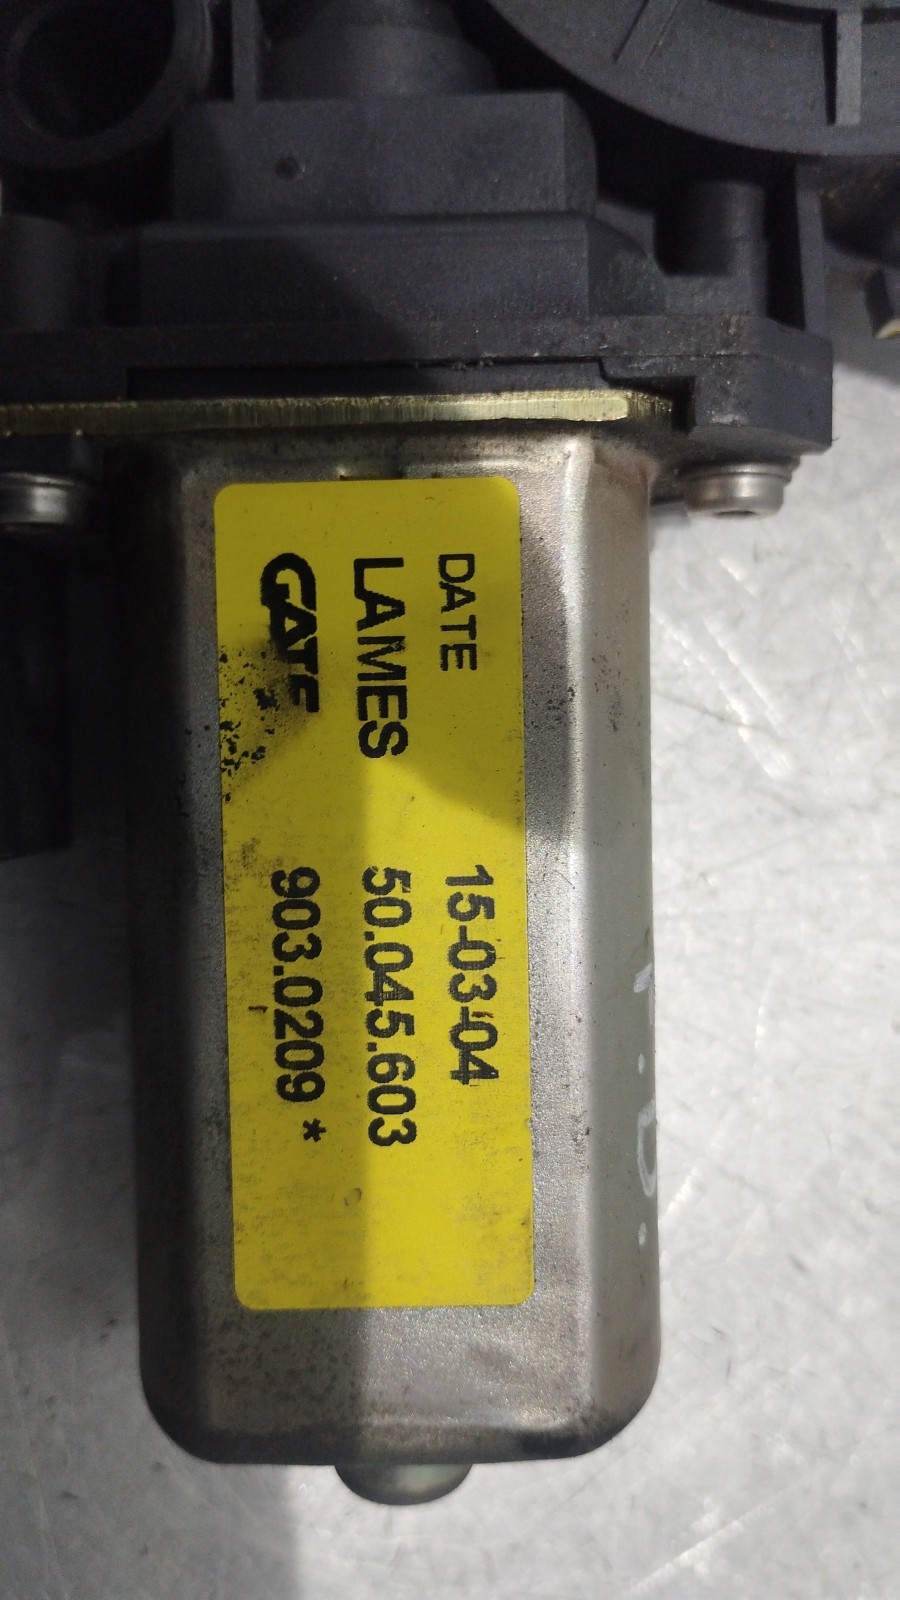 DATE 15-03-04
LAMES 50.045.603
GATE 903.0209 *